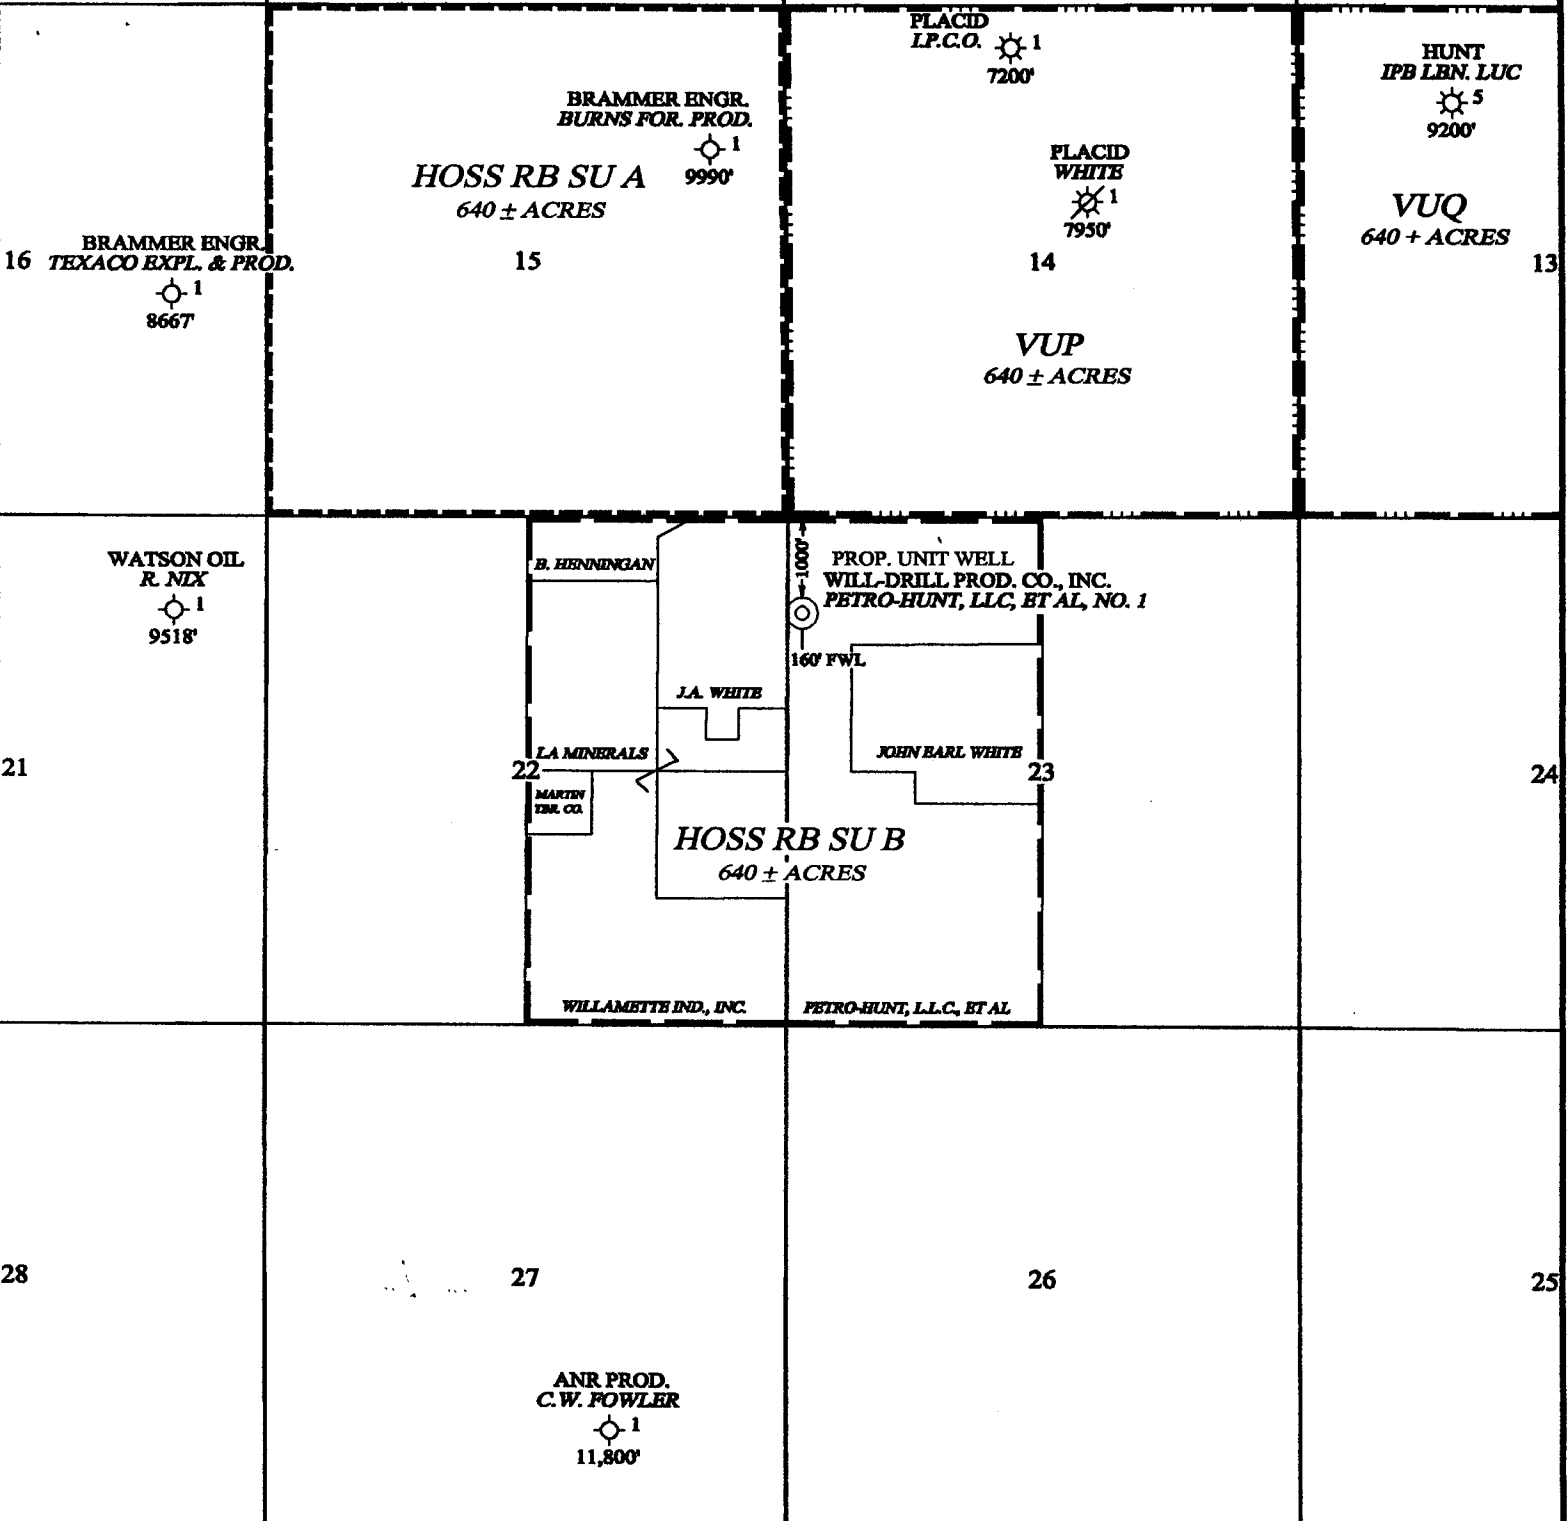 PLACID
I.P.C.O.
1
7200'
HUNT
IPB LBN. LUC
5
9200'
BRAMMER ENGR.
BURNS FOR. PROD.
1
9990'
HOSS RB SU A
640 ± ACRES
PLACID
WHITE
1
7950'
VUQ
640 + ACRES
BRAMMER ENGR.
16 TEXACO EXPL. & PROD.
1
8667'
15
14
13
VUP
640 ± ACRES
WATSON OIL
R. NIX
1
9518'
B. HENNINGAN
1000'
PROP. UNIT WELL
WILL-DRILL PROD. CO., INC.
PETRO-HUNT, LLC, ET AL, NO. 1
160' FWL
J.A. WHITE
LA MINERALS
JOHN EARL WHITE
21
22
23
24
MARTIN
TBR. CO.
HOSS RB SU B
640 ± ACRES
WILLAMETTE IND., INC.
PETRO-HUNT, L.L.C., ET AL
28
27
26
25
ANR PROD.
C.W. FOWLER
1
11,800'